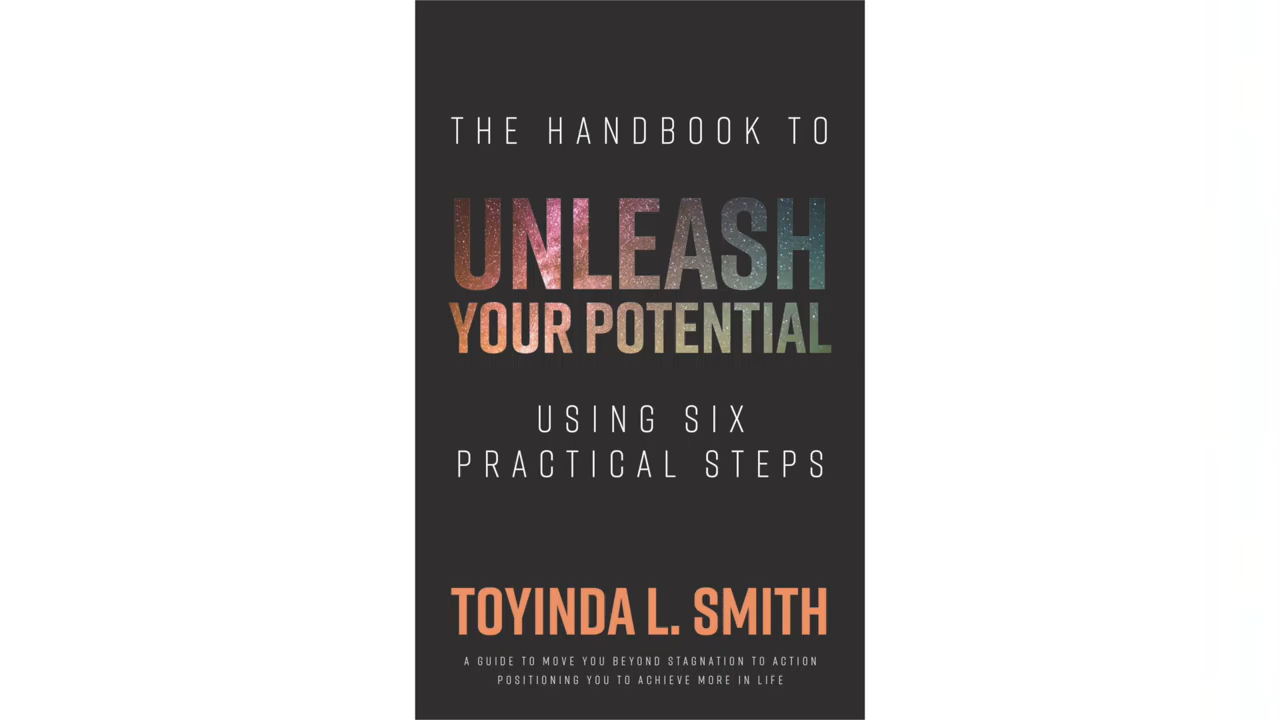 THE HANDBOOK TO
UNLEASH
YOUR POTENTIAL
USING SIX
PRACTICAL STEPS
TOYINDA L. SMITH
A GUIDE TO MOVE YOU BEYOND STAGNATION TO ACTION
POSITIONING YOU TO ACHIEVE MORE IN LIFE